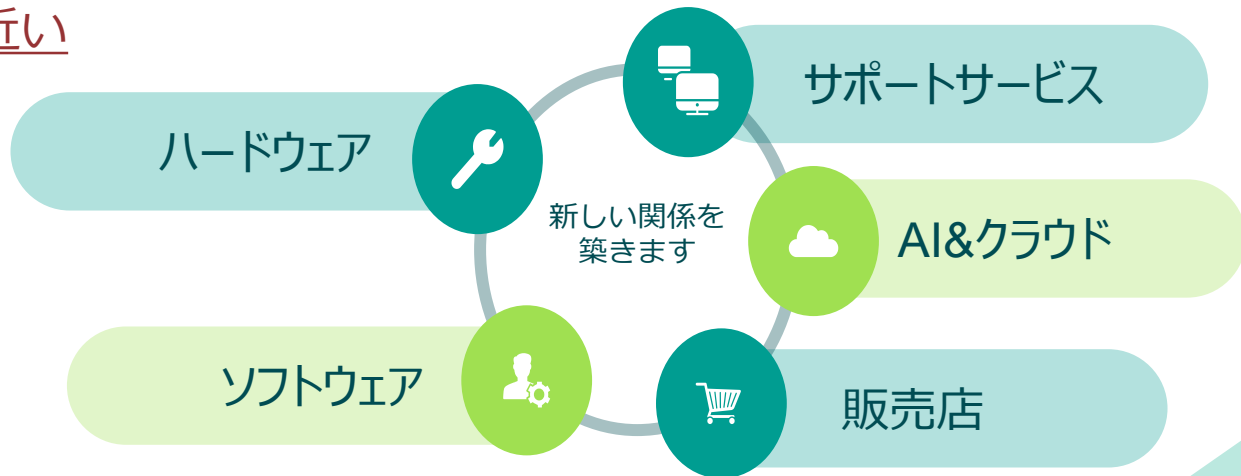 近い
サポートサービス
ハードウェア
新しい関係を
築きます
AI&クラウド
ソフトウェア
販売店